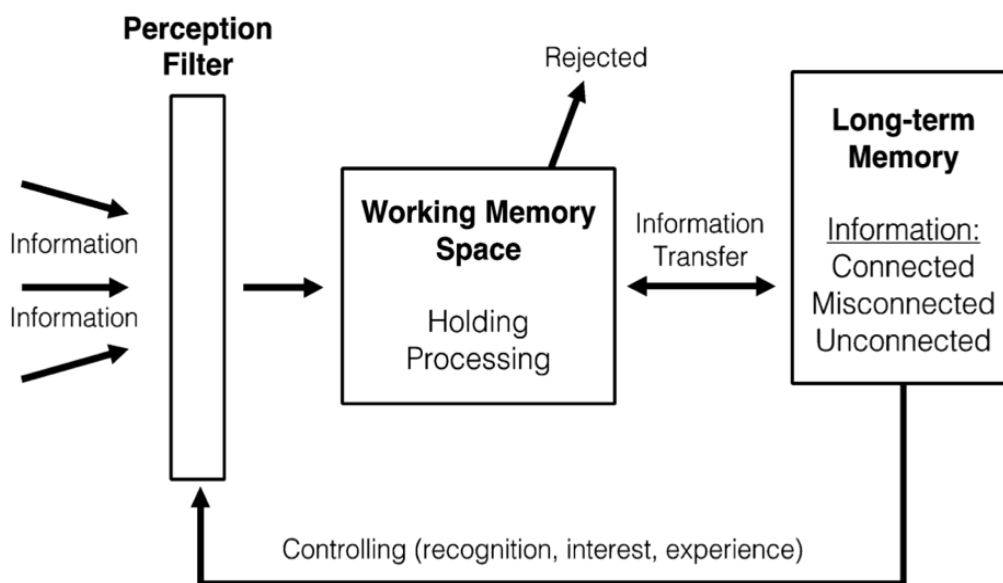 Perception
Filter
Rejected
Information
Information
Working Memory
Space
Holding
Processing
Information
Transfer
Long-term
Memory
Information:
Connected
Misconnected
Unconnected
Controlling (recognition, interest, experience)